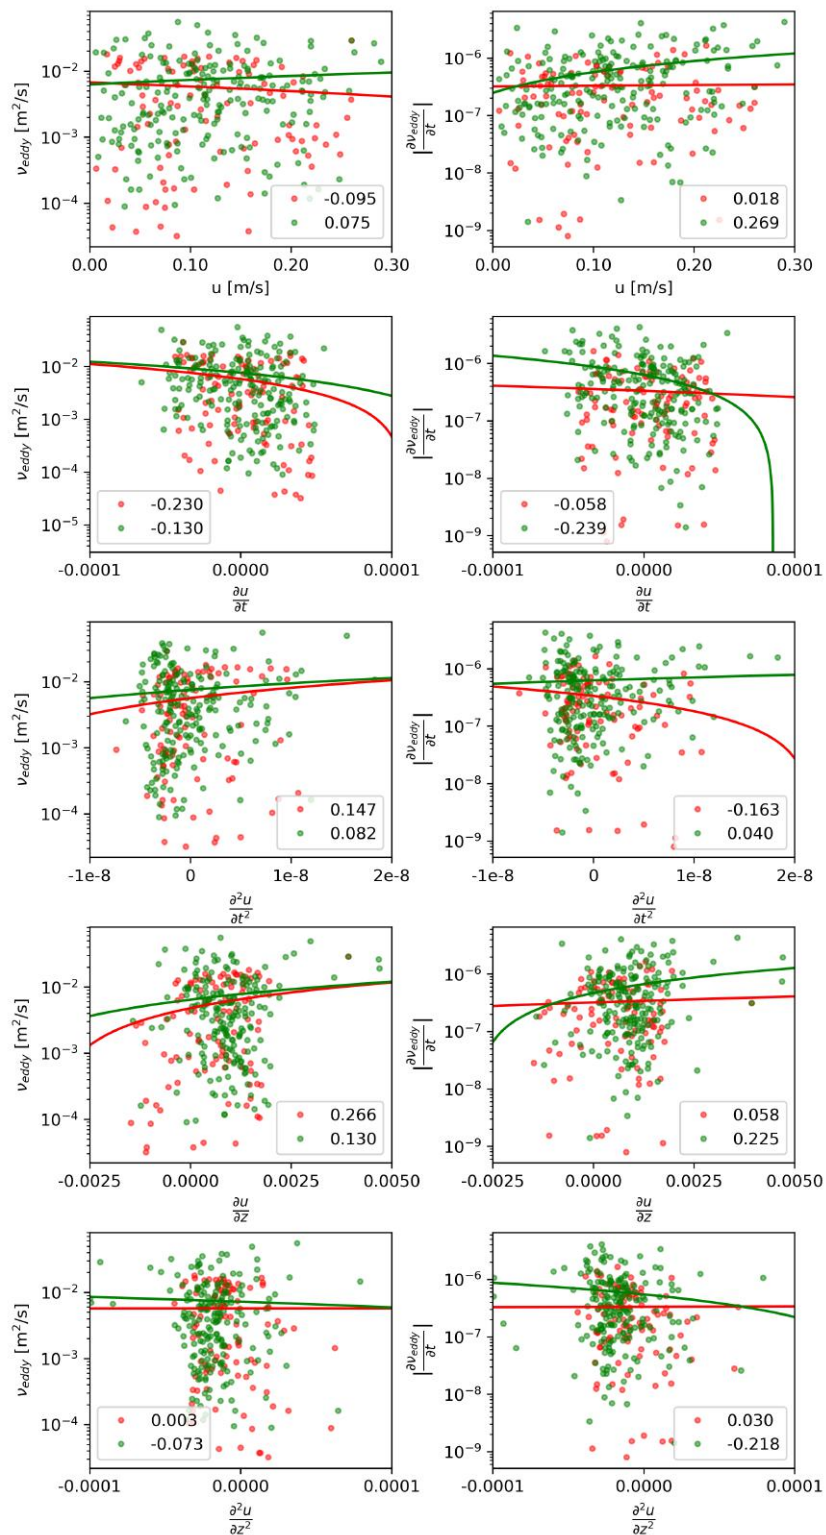 ν_eddy [m²/s]
10⁻²
10⁻³
10⁻⁴
-0.095
0.075
0.00 0.10 0.20 0.30
u [m/s]
|∂ν_eddy/∂t|
10⁻⁶
10⁻⁷
10⁻⁸
10⁻⁹
0.018
0.269
0.00 0.10 0.20 0.30
u [m/s]
ν_eddy [m²/s]
10⁻²
10⁻³
10⁻⁴
10⁻⁵
-0.230
-0.130
-0.0001 0.0000 0.0001
∂u/∂t
|∂ν_eddy/∂t|
10⁻⁶
10⁻⁷
10⁻⁸
10⁻⁹
-0.058
-0.239
-0.0001 0.0000 0.0001
∂u/∂t
ν_eddy [m²/s]
10⁻²
10⁻³
10⁻⁴
0.147
0.082
-1e-8 0 1e-8 2e-8
∂²u/∂t²
|∂ν_eddy/∂t|
10⁻⁶
10⁻⁷
10⁻⁸
10⁻⁹
-0.163
0.040
-1e-8 0 1e-8 2e-8
∂²u/∂t²
ν_eddy [m²/s]
10⁻²
10⁻³
10⁻⁴
0.266
0.130
-0.0025 0.0000 0.0025 0.0050
∂u/∂z
|∂ν_eddy/∂t|
10⁻⁶
10⁻⁷
10⁻⁸
10⁻⁹
0.058
0.225
-0.0025 0.0000 0.0025 0.0050
∂u/∂z
ν_eddy [m²/s]
10⁻²
10⁻³
10⁻⁴
0.003
-0.073
-0.0001 0.0000 0.0001
∂²u/∂z²
|∂ν_eddy/∂t|
10⁻⁶
10⁻⁷
10⁻⁸
10⁻⁹
0.030
-0.218
-0.0001 0.0000 0.0001
∂²u/∂z²